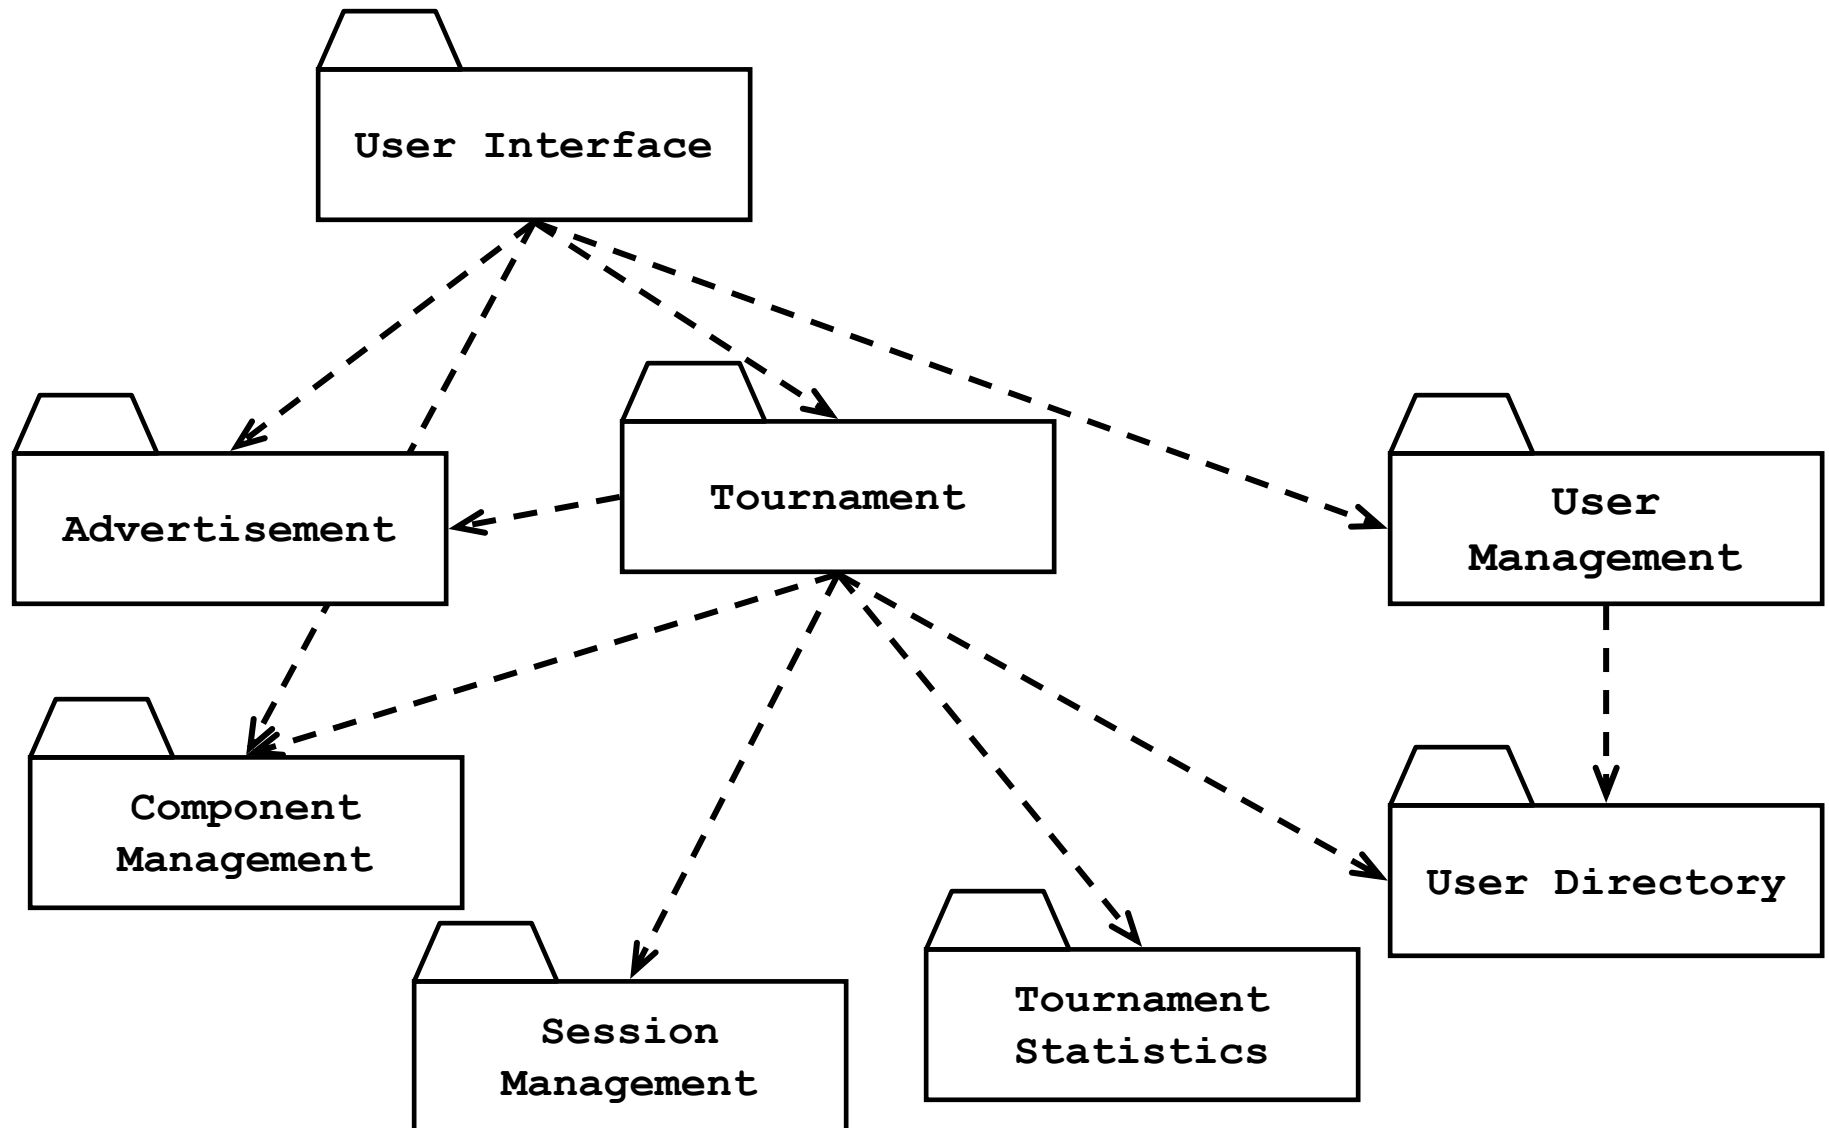 User Interface
Tournament
Advertisement
User
Management
Component
Management
User Directory
Tournament
Statistics
Session
Management